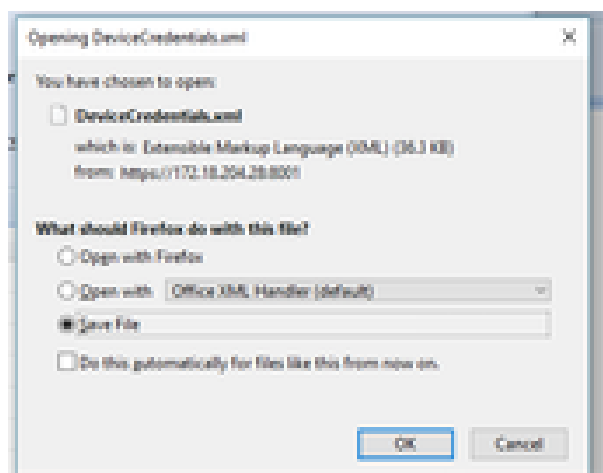 Opening DeviceCredentials.xml
You have chosen to open:
DeviceCredentials.xml
which is: Extensible Markup Language (XML) (36.3 KB)
from: https://172.18.204.28:8001
What should Firefox do with this file?
Open with Firefox
Open with Office XML Handler (default)
Save File
Do this automatically for files like this from now on.
OK Cancel